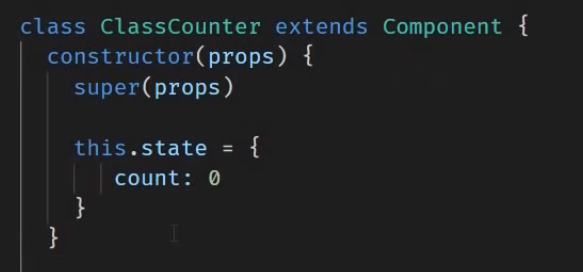 class ClassCounter extends Component {
constructor(props) {
super(props)
this.state = {
count: 0
}
}